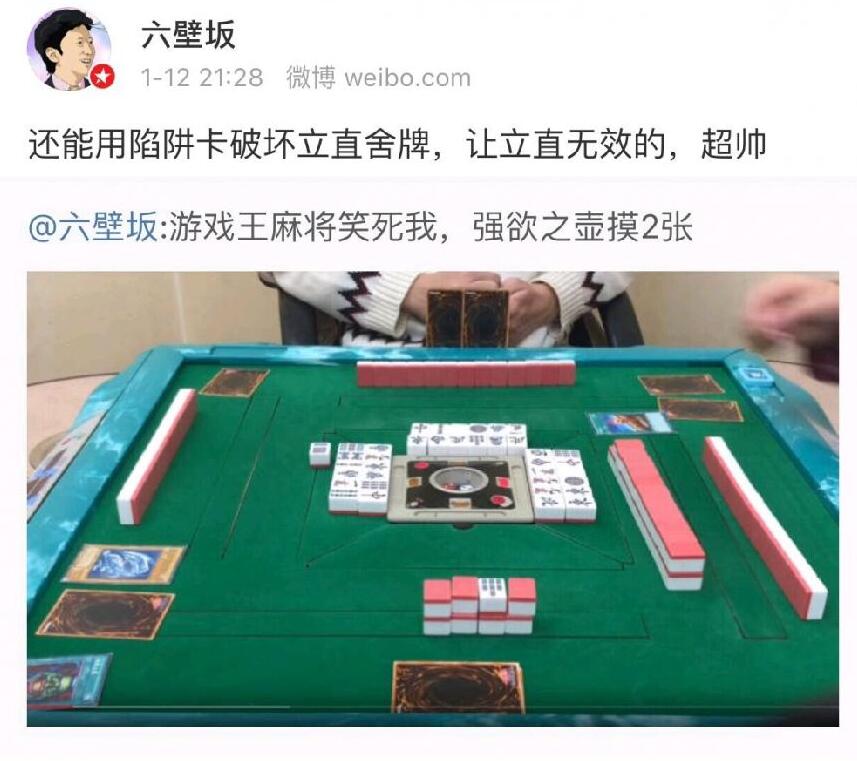 六壁坂
1-12 21:28 微博 weibo.com
还能用陷阱卡破坏立直舍牌，让立直无效的，超帅
@六壁坂:游戏王麻将笑死我，强欲之壶摸2张